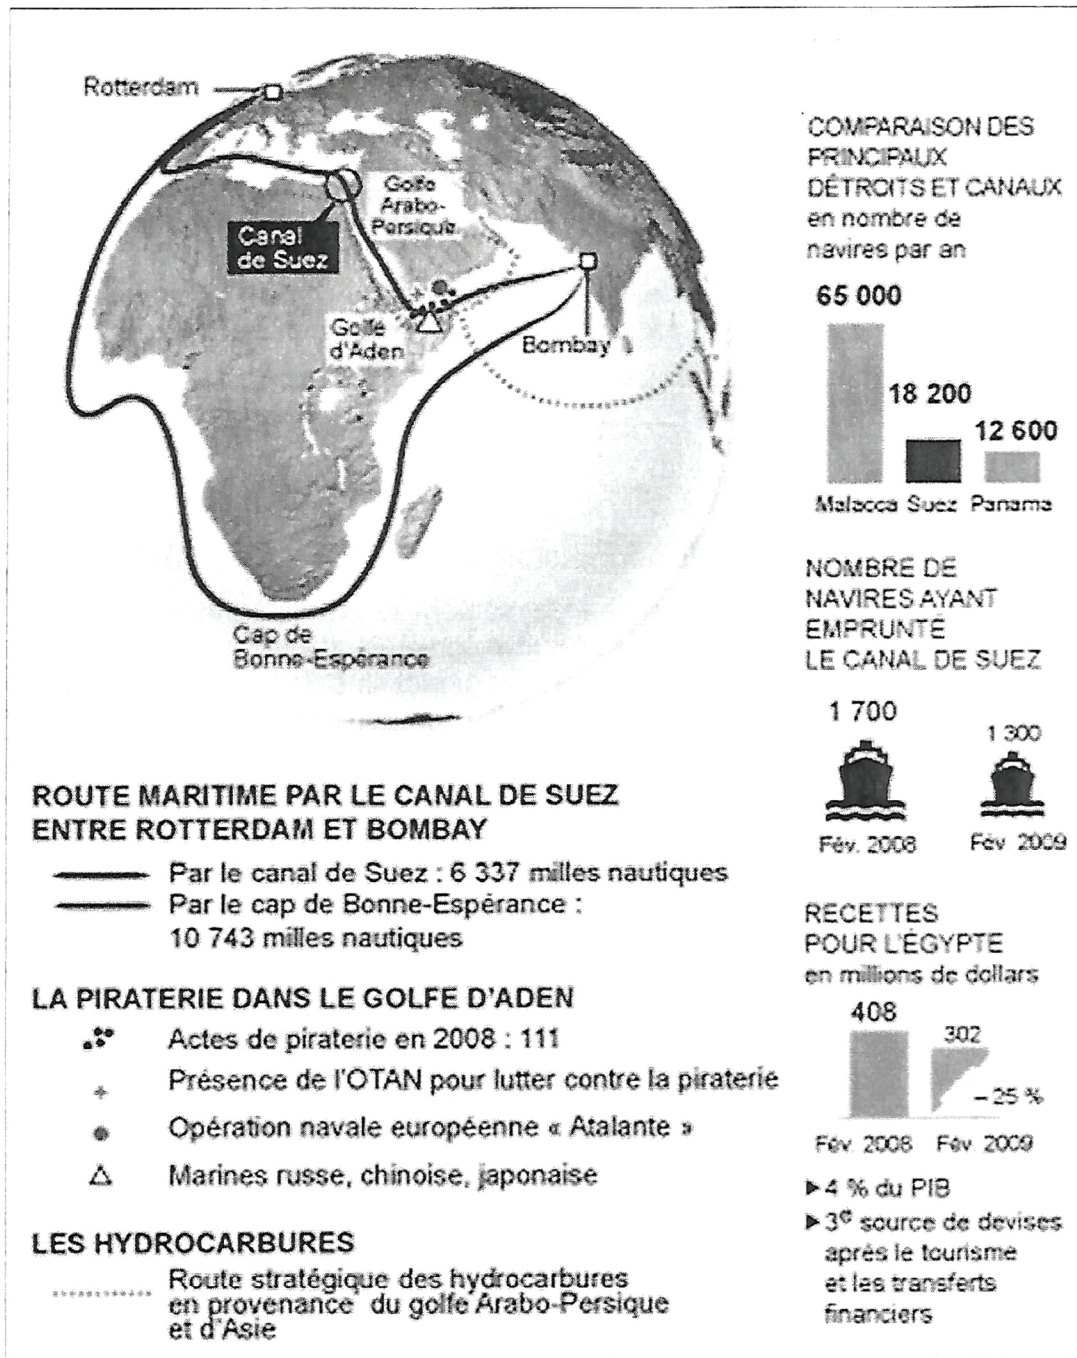 Rotterdam
Golfe
Arabo-
Persique
Canal
de Suez
Golfe
d'Aden
Bombay
Cap de
Bonne-Espérance
ROUTE MARITIME PAR LE CANAL DE SUEZ
ENTRE ROTTERDAM ET BOMBAY
Par le canal de Suez : 6 337 milles nautiques
Par le cap de Bonne-Espérance :
10 743 milles nautiques
LA PIRATERIE DANS LE GOLFE D'ADEN
Actes de piraterie en 2008 : 111
Présence de l'OTAN pour lutter contre la piraterie
Opération navale européenne « Atalante »
Marines russe, chinoise, japonaise
LES HYDROCARBURES
Route stratégique des hydrocarbures
en provenance du golfe Arabo-Persique
et d'Asie
COMPARAISON DES
PRINCIPAUX
DÉTROITS ET CANAUX
en nombre de
navires par an
65 000
18 200
12 600
Malacca Suez Panama
NOMBRE DE
NAVIRES AYANT
EMPRUNTÉ
LE CANAL DE SUEZ
1 700
1 300
Fév. 2008 Fév. 2009
RECETTES
POUR L'ÉGYPTE
en millions de dollars
408
302
– 25 %
Fév. 2008 Fév. 2009
▶ 4 % du PIB
▶ 3e source de devises
après le tourisme
et les transferts
financiers